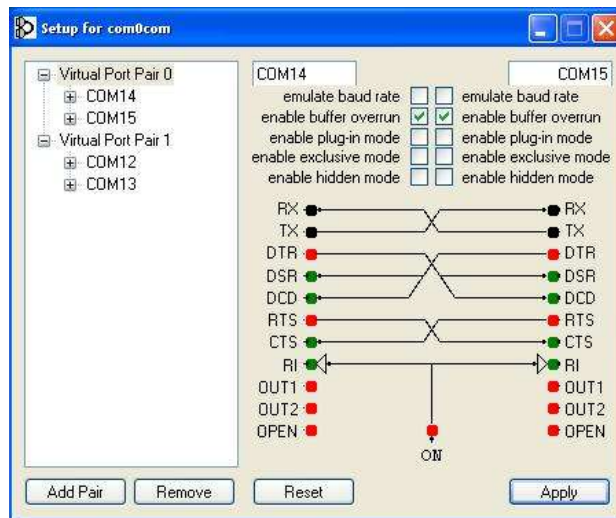 Setup for com0com
Virtual Port Pair 0
COM14
COM15
Virtual Port Pair 1
COM12
COM13
COM14 COM15
emulate baud rate emulate baud rate
enable buffer overrun enable buffer overrun
enable plug-in mode enable plug-in mode
enable exclusive mode enable exclusive mode
enable hidden mode enable hidden mode
RX RX
TX TX
DTR DTR
DSR DSR
DCD DCD
RTS RTS
CTS CTS
RI RI
OUT1 OUT1
OUT2 OUT2
OPEN OPEN
ON
Add Pair Remove Reset Apply